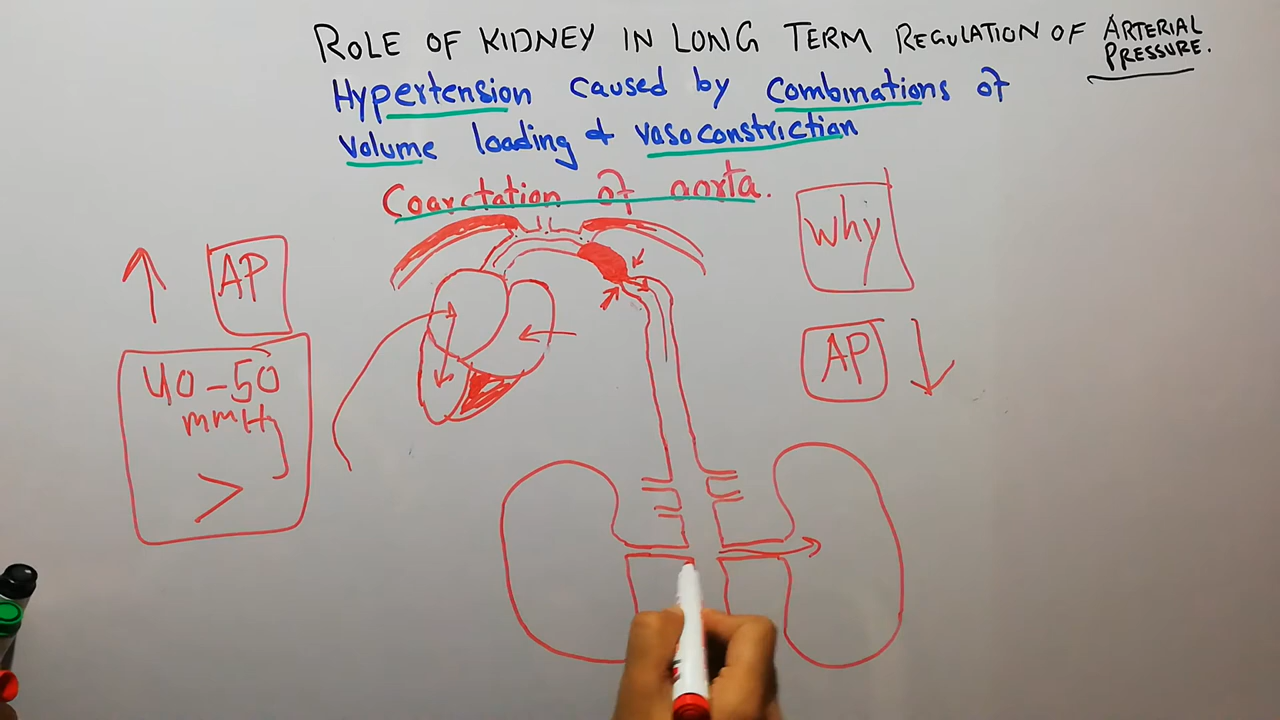 ROLE OF KIDNEY IN LONG TERM REGULATION OF ARTERIAL PRESSURE.
Hypertension caused by combinations of
volume loading & vasoconstriction
Coarctation of aorta.
Why
↑ AP
AP ↓
40-50
mmHg
>